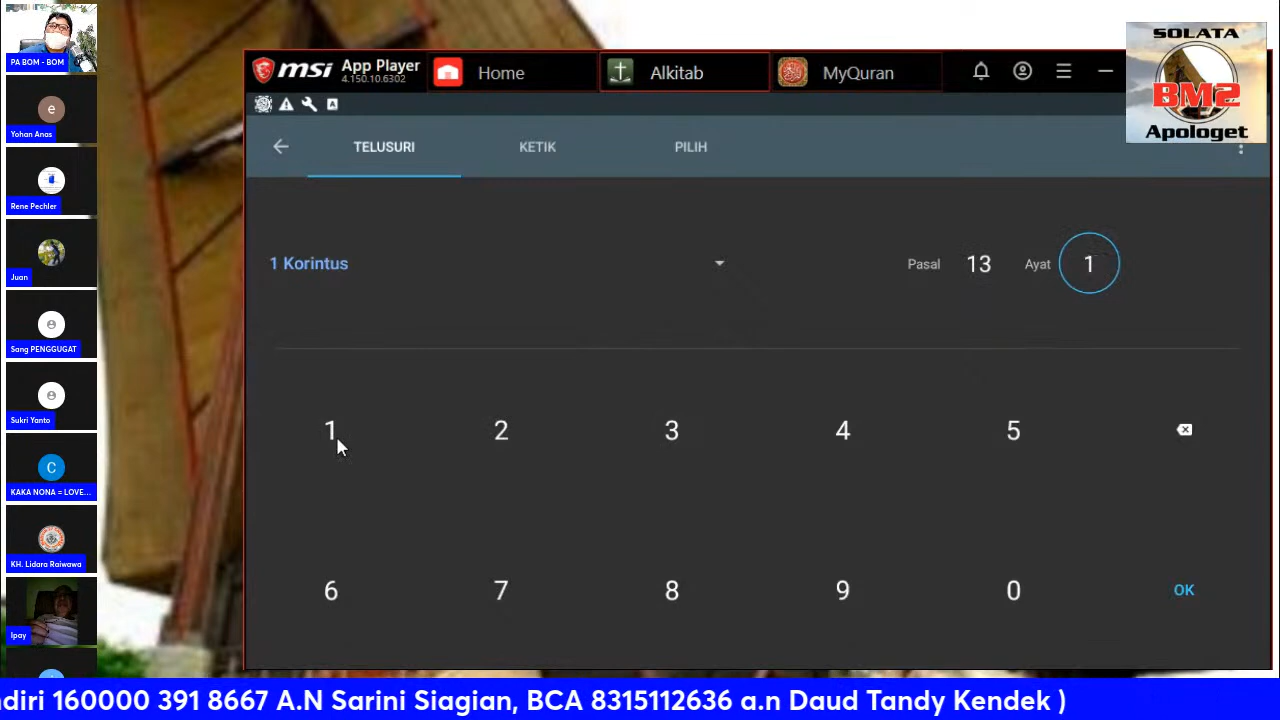 PA BOM - BOM
e
Yohan Anas
Rene Pechler
Juan
Sang PENGGUGAT
Sukri Yanto
C
KAKA NONA = LOVE...
KH. Lidara Raiwawa
Ipay
msi App Player
4.150.10.6302
Home
Alkitab
MyQuran
SOLATA
BM2
Apologet
A
TELUSURI
KETIK
PILIH
1 Korintus
Pasal 13 Ayat 1
1 2 3 4 5
6 7 8 9 0 OK
ndiri 160000 391 8667 A.N Sarini Siagian, BCA 8315112636 a.n Daud Tandy Kendek )